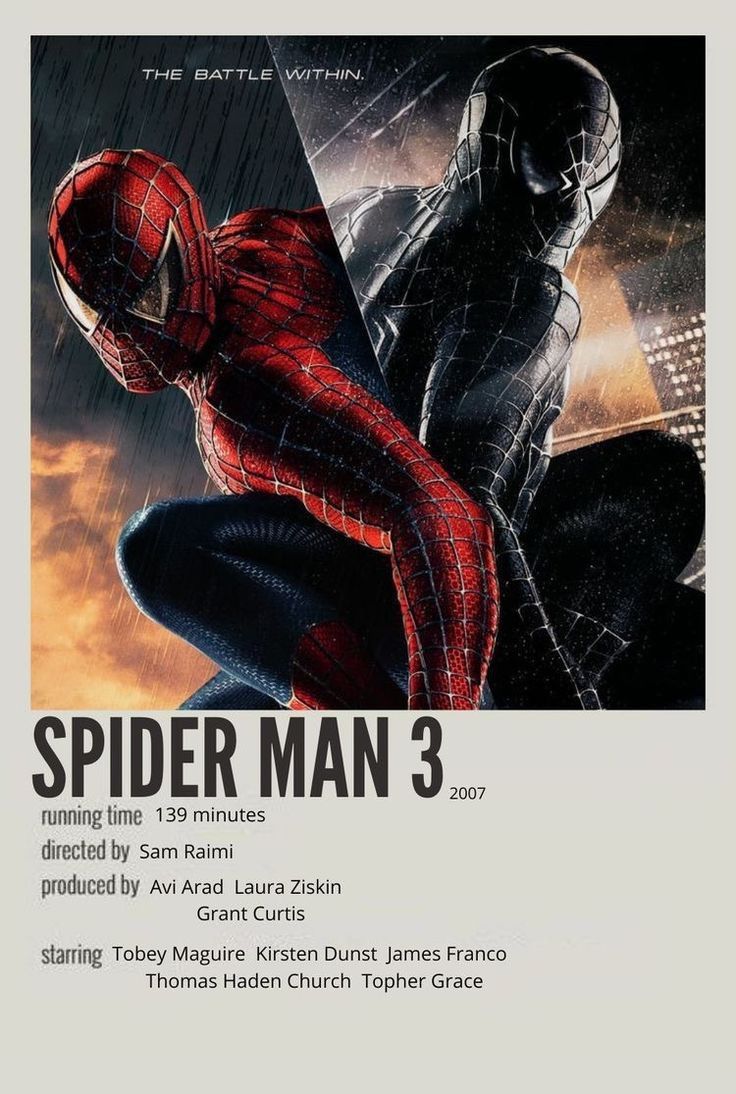 THE BATTLE WITHIN.
SPIDER MAN 3 2007
running time 139 minutes
directed by Sam Raimi
produced by Avi Arad Laura Ziskin
Grant Curtis
starring Tobey Maguire Kirsten Dunst James Franco
Thomas Haden Church Topher Grace